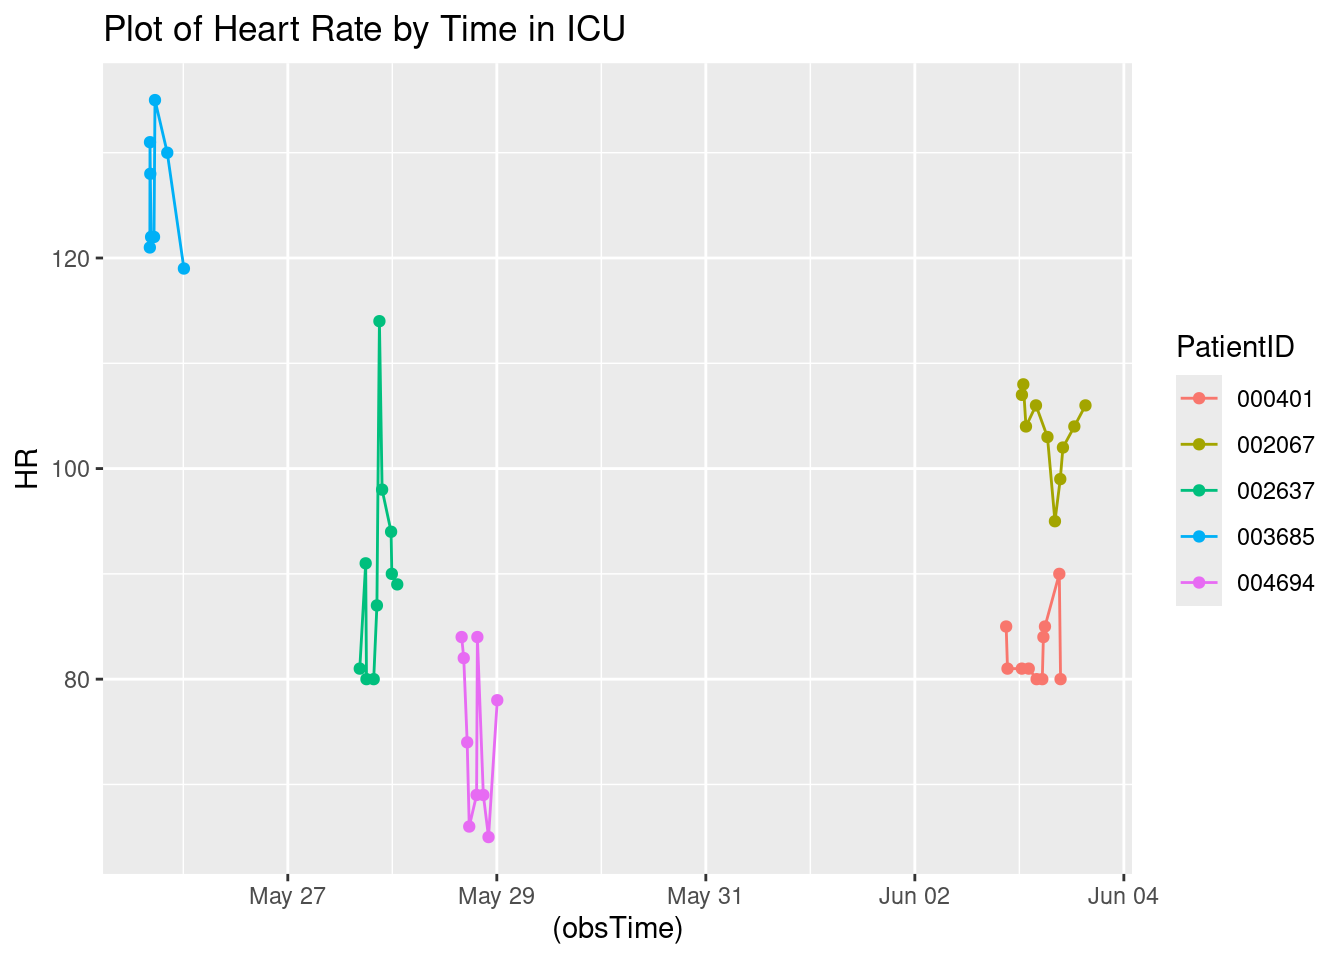 Plot of Heart Rate by Time in ICU
HR
120
100
80
May 27
May 29
May 31
Jun 02
Jun 04
(obsTime)
PatientID
000401
002067
002637
003685
004694